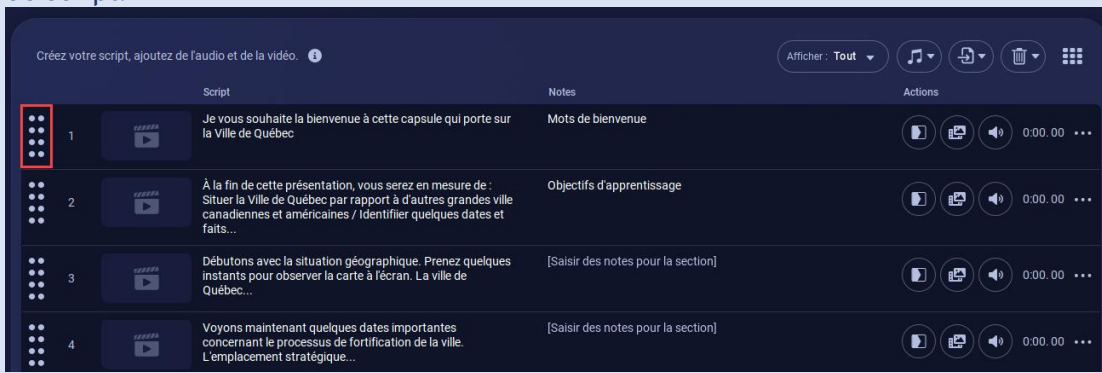 Créez votre script, ajoutez de l'audio et de la vidéo.
Afficher : Tout
Script Notes Actions
1
Je vous souhaite la bienvenue à cette capsule qui porte sur
la Ville de Québec
Mots de bienvenue
0:00.00
2
À la fin de cette présentation, vous serez en mesure de :
Situer la Ville de Québec par rapport à d'autres grandes ville
canadiennes et américaines / Identifiier quelques dates et
faits...
Objectifs d'apprentissage
0:00.00
3
Débutons avec la situation géographique. Prenez quelques
instants pour observer la carte à l'écran. La ville de
Québec...
[Saisir des notes pour la section]
0:00.00
4
Voyons maintenant quelques dates importantes
concernant le processus de fortification de la ville.
L'emplacement stratégique...
[Saisir des notes pour la section]
0:00.00